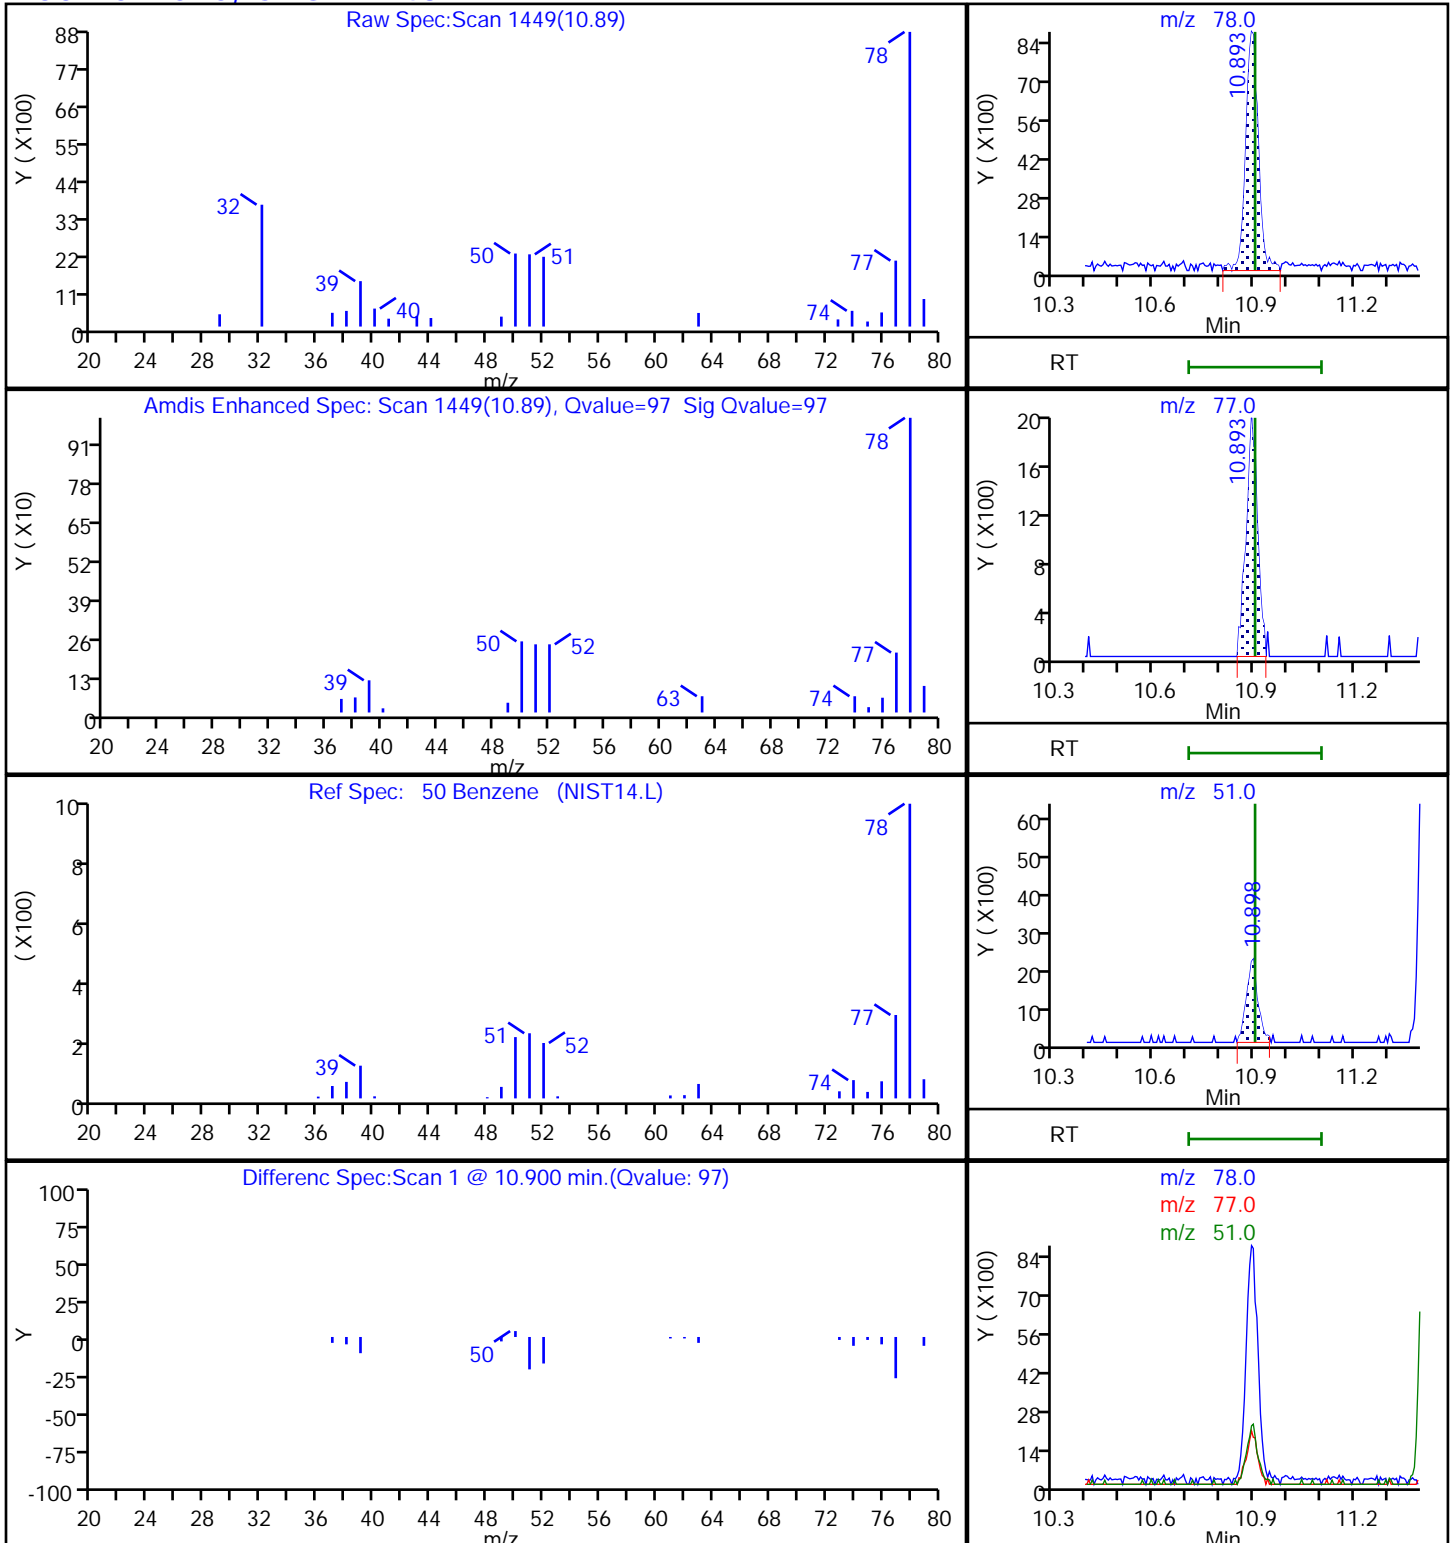 Raw Spec:Scan 1449(10.89)
88
77
66
55
44
33
22
11
0
Y ( X100)
78
32
39
40
50
51
77
74
20 24 28 32 36 40 44 48 52 56 60 64 68 72 76 80
m/z
m/z 78.0
84
70
56
42
28
14
0
Y ( X100)
10.893
10.3 10.6 10.9 11.2
Min
RT
Amdis Enhanced Spec: Scan 1449(10.89), Qvalue=97 Sig Qvalue=97
91
78
65
52
39
26
13
0
Y ( X10)
78
39
50
52
63
77
74
20 24 28 32 36 40 44 48 52 56 60 64 68 72 76 80
m/z
m/z 77.0
20
16
12
8
4
0
Y ( X100)
10.893
10.3 10.6 10.9 11.2
Min
RT
Ref Spec: 50 Benzene (NIST14.L)
10
8
6
4
2
0
( X100)
78
39
51
52
77
74
20 24 28 32 36 40 44 48 52 56 60 64 68 72 76 80
m/z 51.0
60
50
40
30
20
10
0
Y ( X100)
10.898
10.3 10.6 10.9 11.2
Min
RT
Differenc Spec:Scan 1 @ 10.900 min.(Qvalue: 97)
100
75
50
25
0
-25
-50
-75
-100
Y
50
20 24 28 32 36 40 44 48 52 56 60 64 68 72 76 80
m/z
m/z 78.0
m/z 77.0
m/z 51.0
84
70
56
42
28
14
0
Y ( X100)
10.3 10.6 10.9 11.2
Min